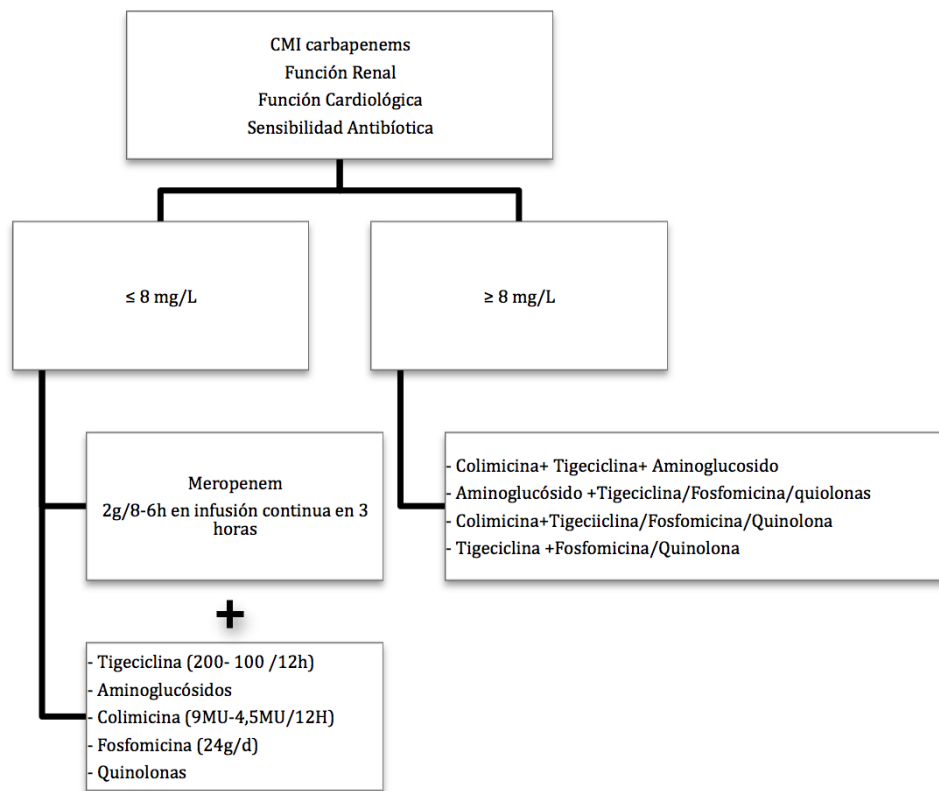 CMI carbapenems
Función Renal
Función Cardiológica
Sensibilidad Antibíotica
≤ 8 mg/L
≥ 8 mg/L
Meropenem
2g/8-6h en infusión continua en 3
horas
+
- Tigeciclina (200- 100 /12h)
- Aminoglucósidos
- Colimicina (9MU-4,5MU/12H)
- Fosfomicina (24g/d)
- Quinolonas
- Colimicina+ Tigeciclina+ Aminoglucosido
- Aminoglucósido +Tigeciclina/Fosfomicina/quiolonas
- Colimicina+Tigeciiclina/Fosfomicina/Quinolona
- Tigeciclina +Fosfomicina/Quinolona